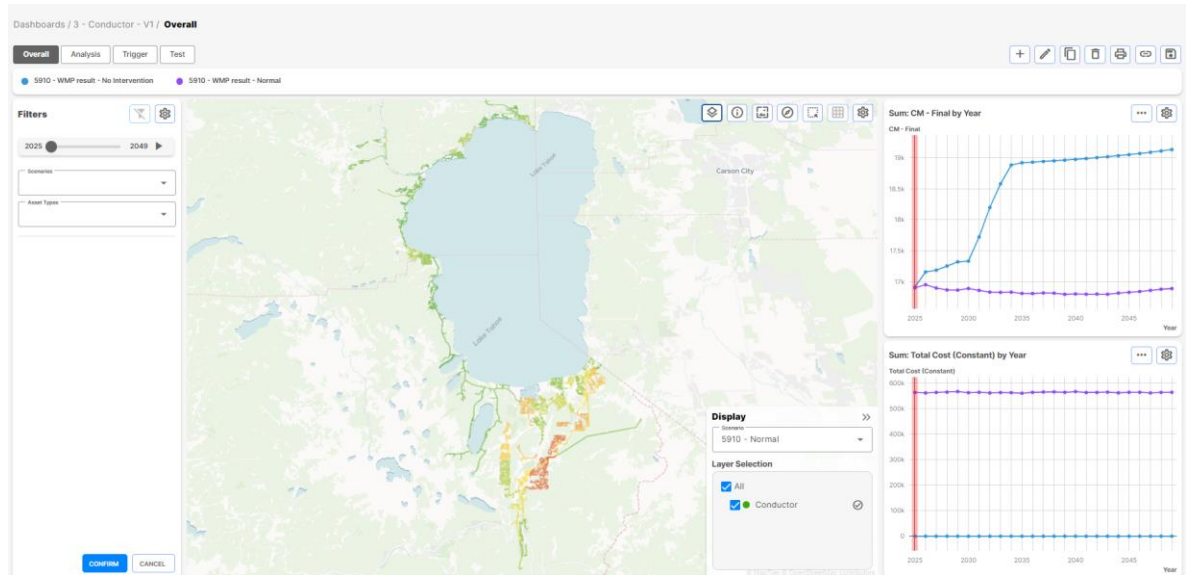 Dashboards / 3 - Conductor - V1 / Overall
Overall Analysis Trigger Test
5910 - WMP result - No Intervention 5910 - WMP result - Normal
Filters
2025 2049
Scenarios
Asset Types
CONFIRM CANCEL
Lake Tahoe
Carson City
Lake Tahoe
Display
Scenario
5910 - Normal
Layer Selection
All
Conductor
Sum: CM - Final by Year
CM - Final
19k
18.5k
18k
17.5k
17k
2025 2030 2035 2040 2045
Year
Sum: Total Cost (Constant) by Year
Total Cost (Constant)
600k
500k
400k
300k
200k
100k
0
2025 2030 2035 2040 2045
Year